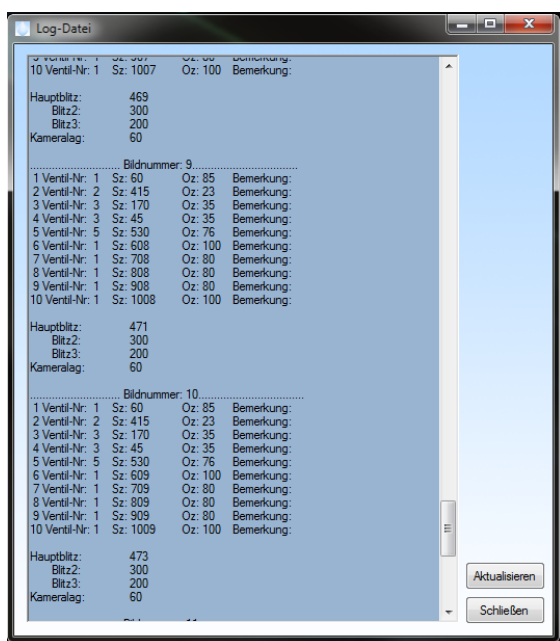 Log-Datei
10 Ventil-Nr: 1 Sz: 1007 Oz: 100 Bemerkung:
Hauptblitz: 469
Blitz2: 300
Blitz3: 200
Kameralag: 60
.............................. Bildnummer: 9..................................
1 Ventil-Nr: 1 Sz: 60 Oz: 85 Bemerkung:
2 Ventil-Nr: 2 Sz: 415 Oz: 23 Bemerkung:
3 Ventil-Nr: 3 Sz: 170 Oz: 35 Bemerkung:
4 Ventil-Nr: 3 Sz: 45 Oz: 35 Bemerkung:
5 Ventil-Nr: 5 Sz: 530 Oz: 76 Bemerkung:
6 Ventil-Nr: 1 Sz: 608 Oz: 100 Bemerkung:
7 Ventil-Nr: 1 Sz: 708 Oz: 80 Bemerkung:
8 Ventil-Nr: 1 Sz: 808 Oz: 80 Bemerkung:
9 Ventil-Nr: 1 Sz: 908 Oz: 80 Bemerkung:
10 Ventil-Nr: 1 Sz: 1008 Oz: 100 Bemerkung:
Hauptblitz: 471
Blitz2: 300
Blitz3: 200
Kameralag: 60
.............................. Bildnummer: 10..................................
1 Ventil-Nr: 1 Sz: 60 Oz: 85 Bemerkung:
2 Ventil-Nr: 2 Sz: 415 Oz: 23 Bemerkung:
3 Ventil-Nr: 3 Sz: 170 Oz: 35 Bemerkung:
4 Ventil-Nr: 3 Sz: 45 Oz: 35 Bemerkung:
5 Ventil-Nr: 5 Sz: 530 Oz: 76 Bemerkung:
6 Ventil-Nr: 1 Sz: 609 Oz: 100 Bemerkung:
7 Ventil-Nr: 1 Sz: 709 Oz: 80 Bemerkung:
8 Ventil-Nr: 1 Sz: 809 Oz: 80 Bemerkung:
9 Ventil-Nr: 1 Sz: 909 Oz: 80 Bemerkung:
10 Ventil-Nr: 1 Sz: 1009 Oz: 100 Bemerkung:
Hauptblitz: 473
Blitz2: 300
Blitz3: 200
Kameralag: 60
Aktualisieren
Schließen